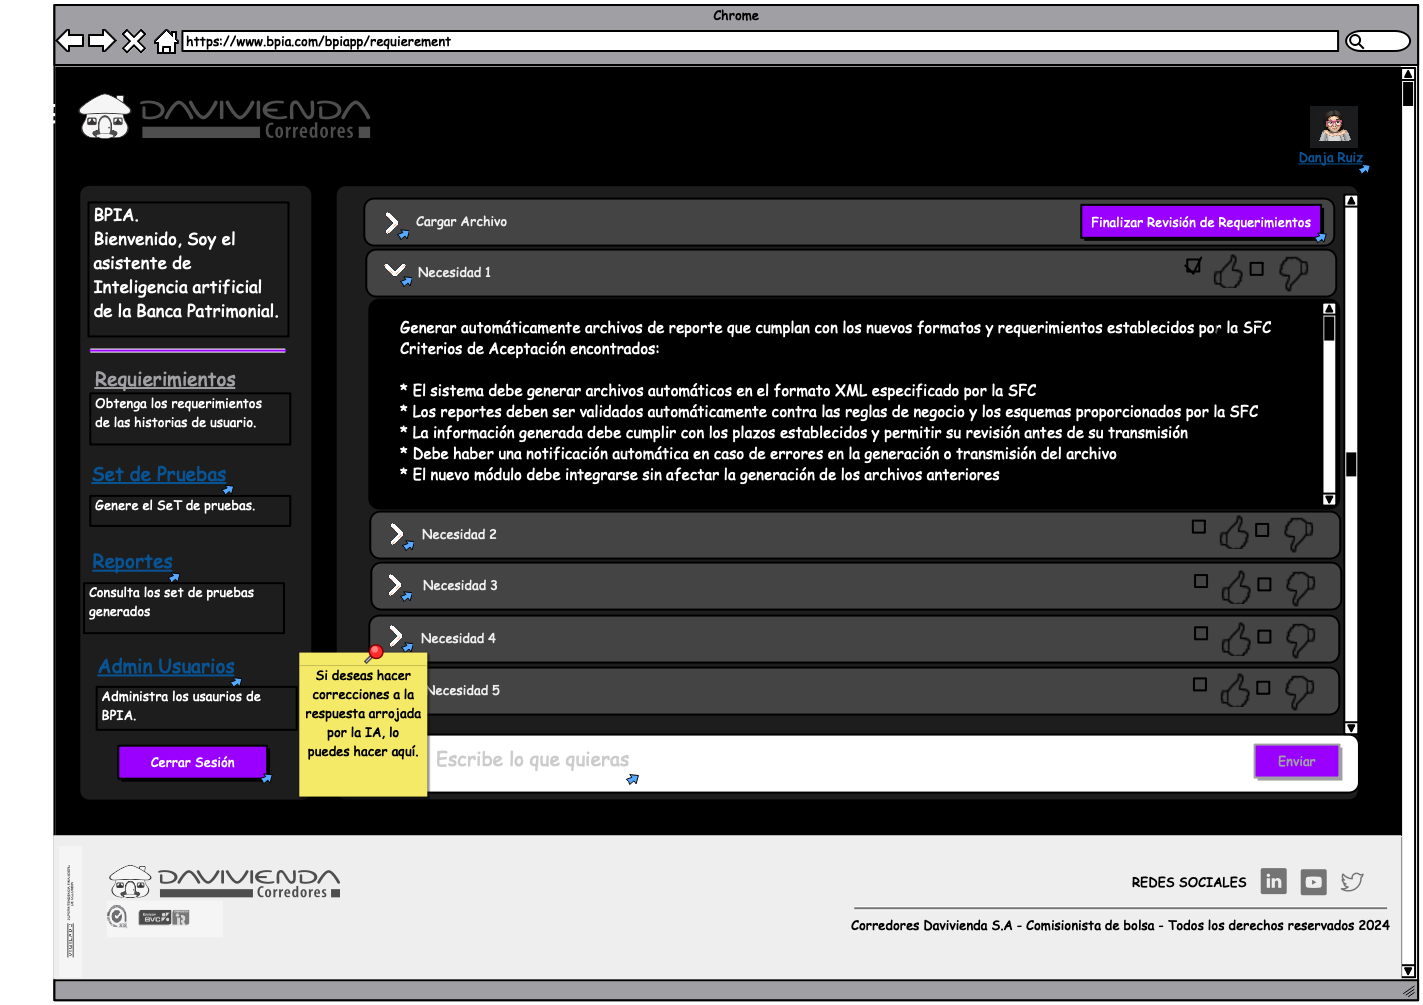 Chrome
https://www.bpia.com/bpiapp/requierement
DAVIVIENDA
Corredores
Danja Ruiz
BPIA.
Bienvenido, Soy el
asistente de
Inteligencia artificial
de la Banca Patrimonial.
Requierimientos
Obtenga los requerimientos
de las historias de usuario.
Set de Pruebas
Genere el SeT de pruebas.
Reportes
Consulta los set de pruebas
generados
Admin Usuarios
Administra los usaurios de
BPIA.
Cerrar Sesión
Cargar Archivo
Finalizar Revisión de Requerimientos
Necesidad 1
Generar automáticamente archivos de reporte que cumplan con los nuevos formatos y requerimientos establecidos por la SFC
Criterios de Aceptación encontrados:
* El sistema debe generar archivos automáticos en el formato XML especificado por la SFC
* Los reportes deben ser validados automáticamente contra las reglas de negocio y los esquemas proporcionados por la SFC
* La información generada debe cumplir con los plazos establecidos y permitir su revisión antes de su transmisión
* Debe haber una notificación automática en caso de errores en la generación o transmisión del archivo
* El nuevo módulo debe integrarse sin afectar la generación de los archivos anteriores
Necesidad 2
Necesidad 3
Necesidad 4
Necesidad 5
Si deseas hacer
correcciones a la
respuesta arrojada
por la IA, lo
puedes hacer aquí.
Escribe lo que quieras
Enviar
DAVIVIENDA
Corredores
VIGILADO
BVC
IR
REDES SOCIALES
in
Corredores Davivienda S.A - Comisionista de bolsa - Todos los derechos reservados 2024